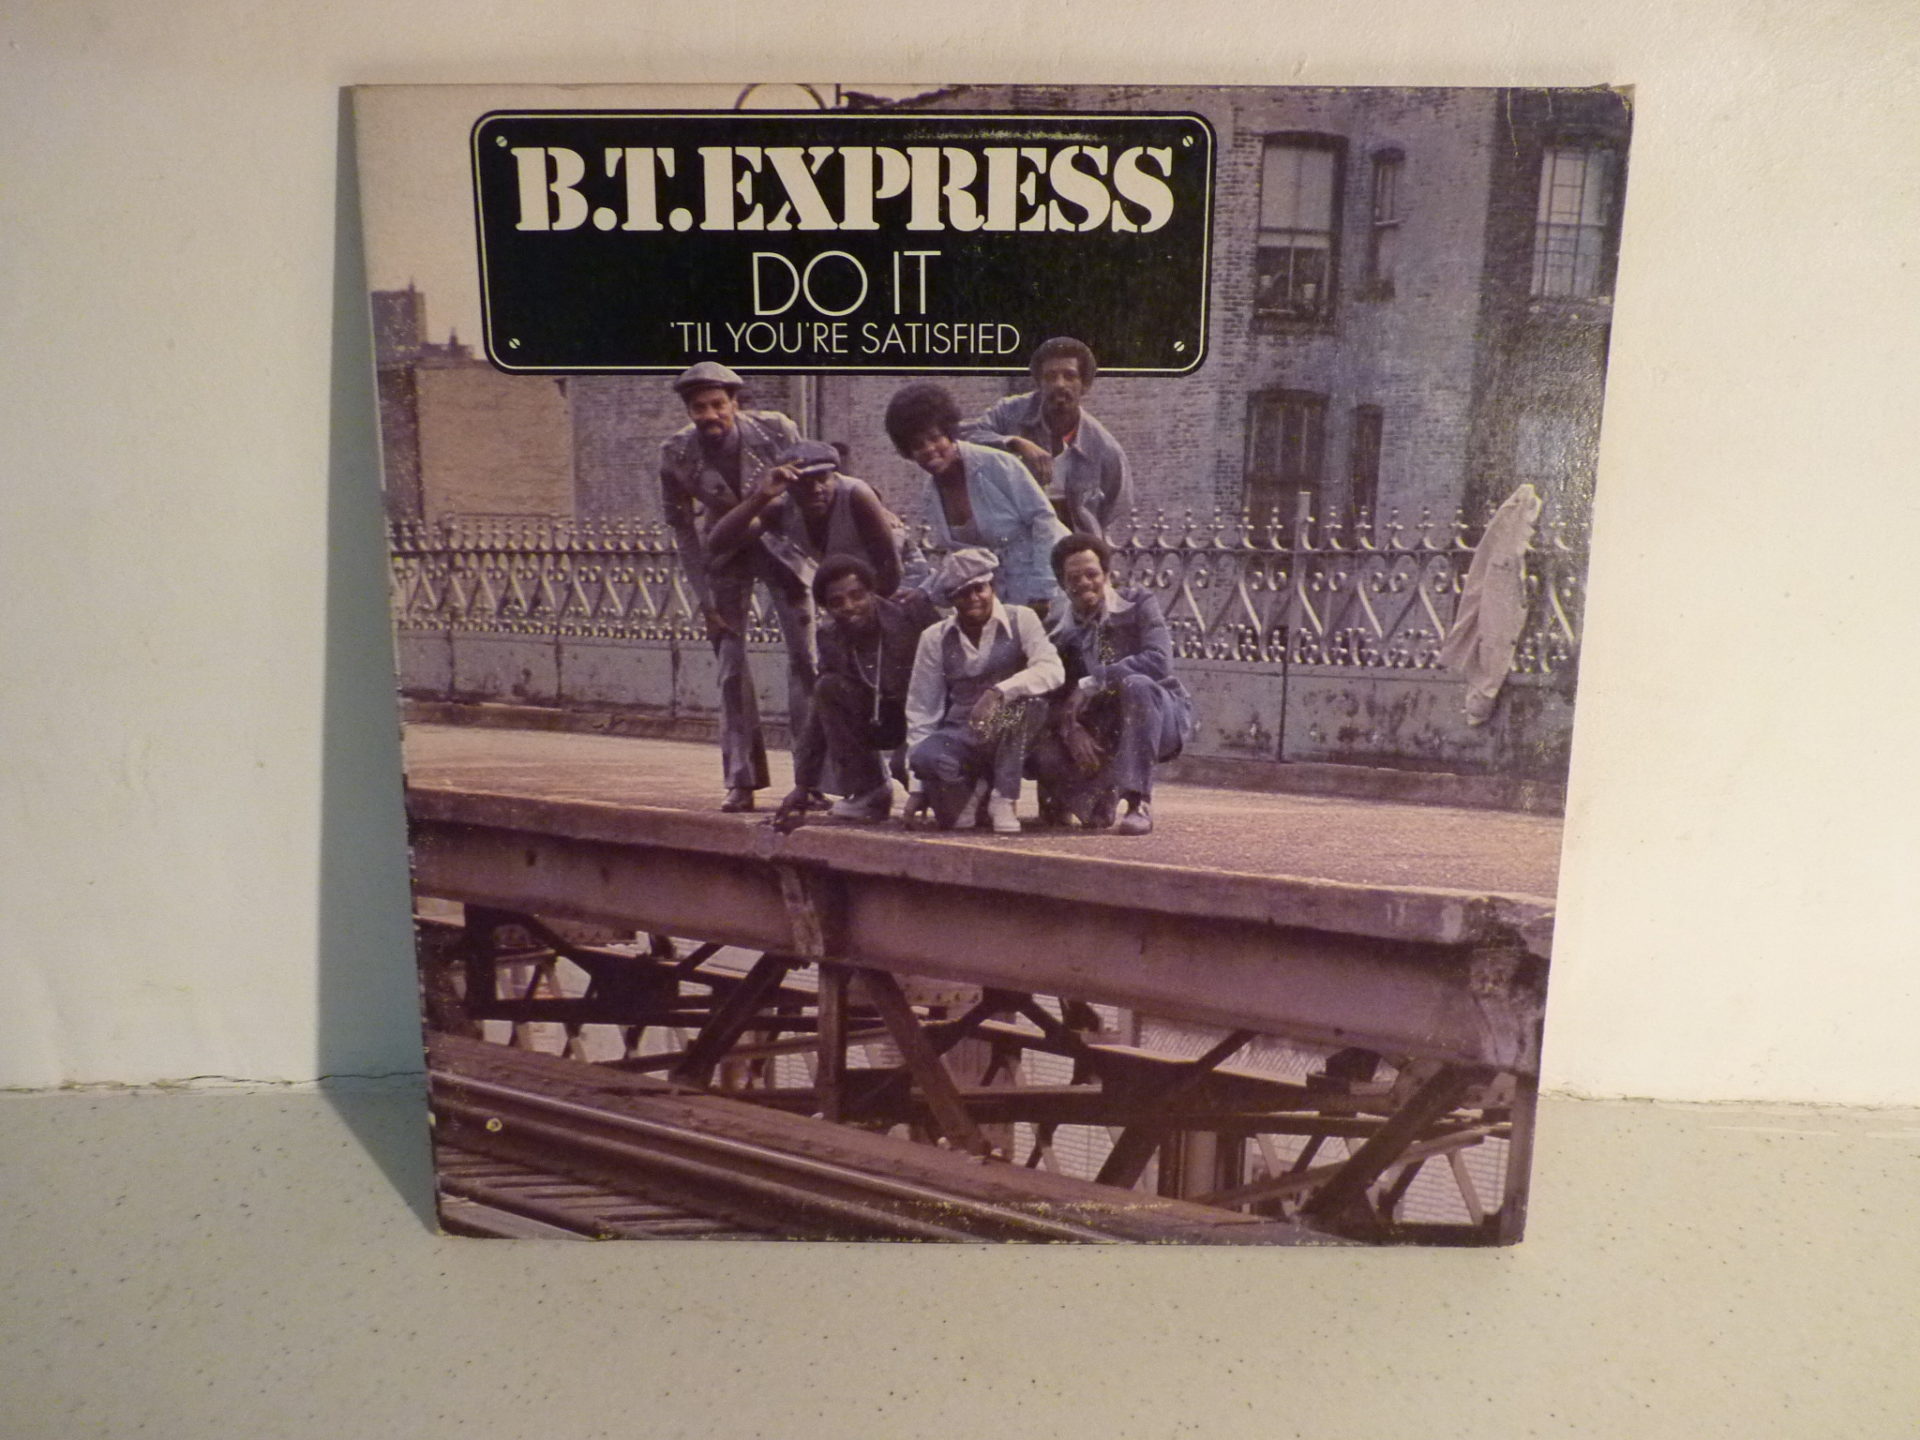 B.T. EXPRESS
DO IT
'TIL YOU'RE SATISFIED